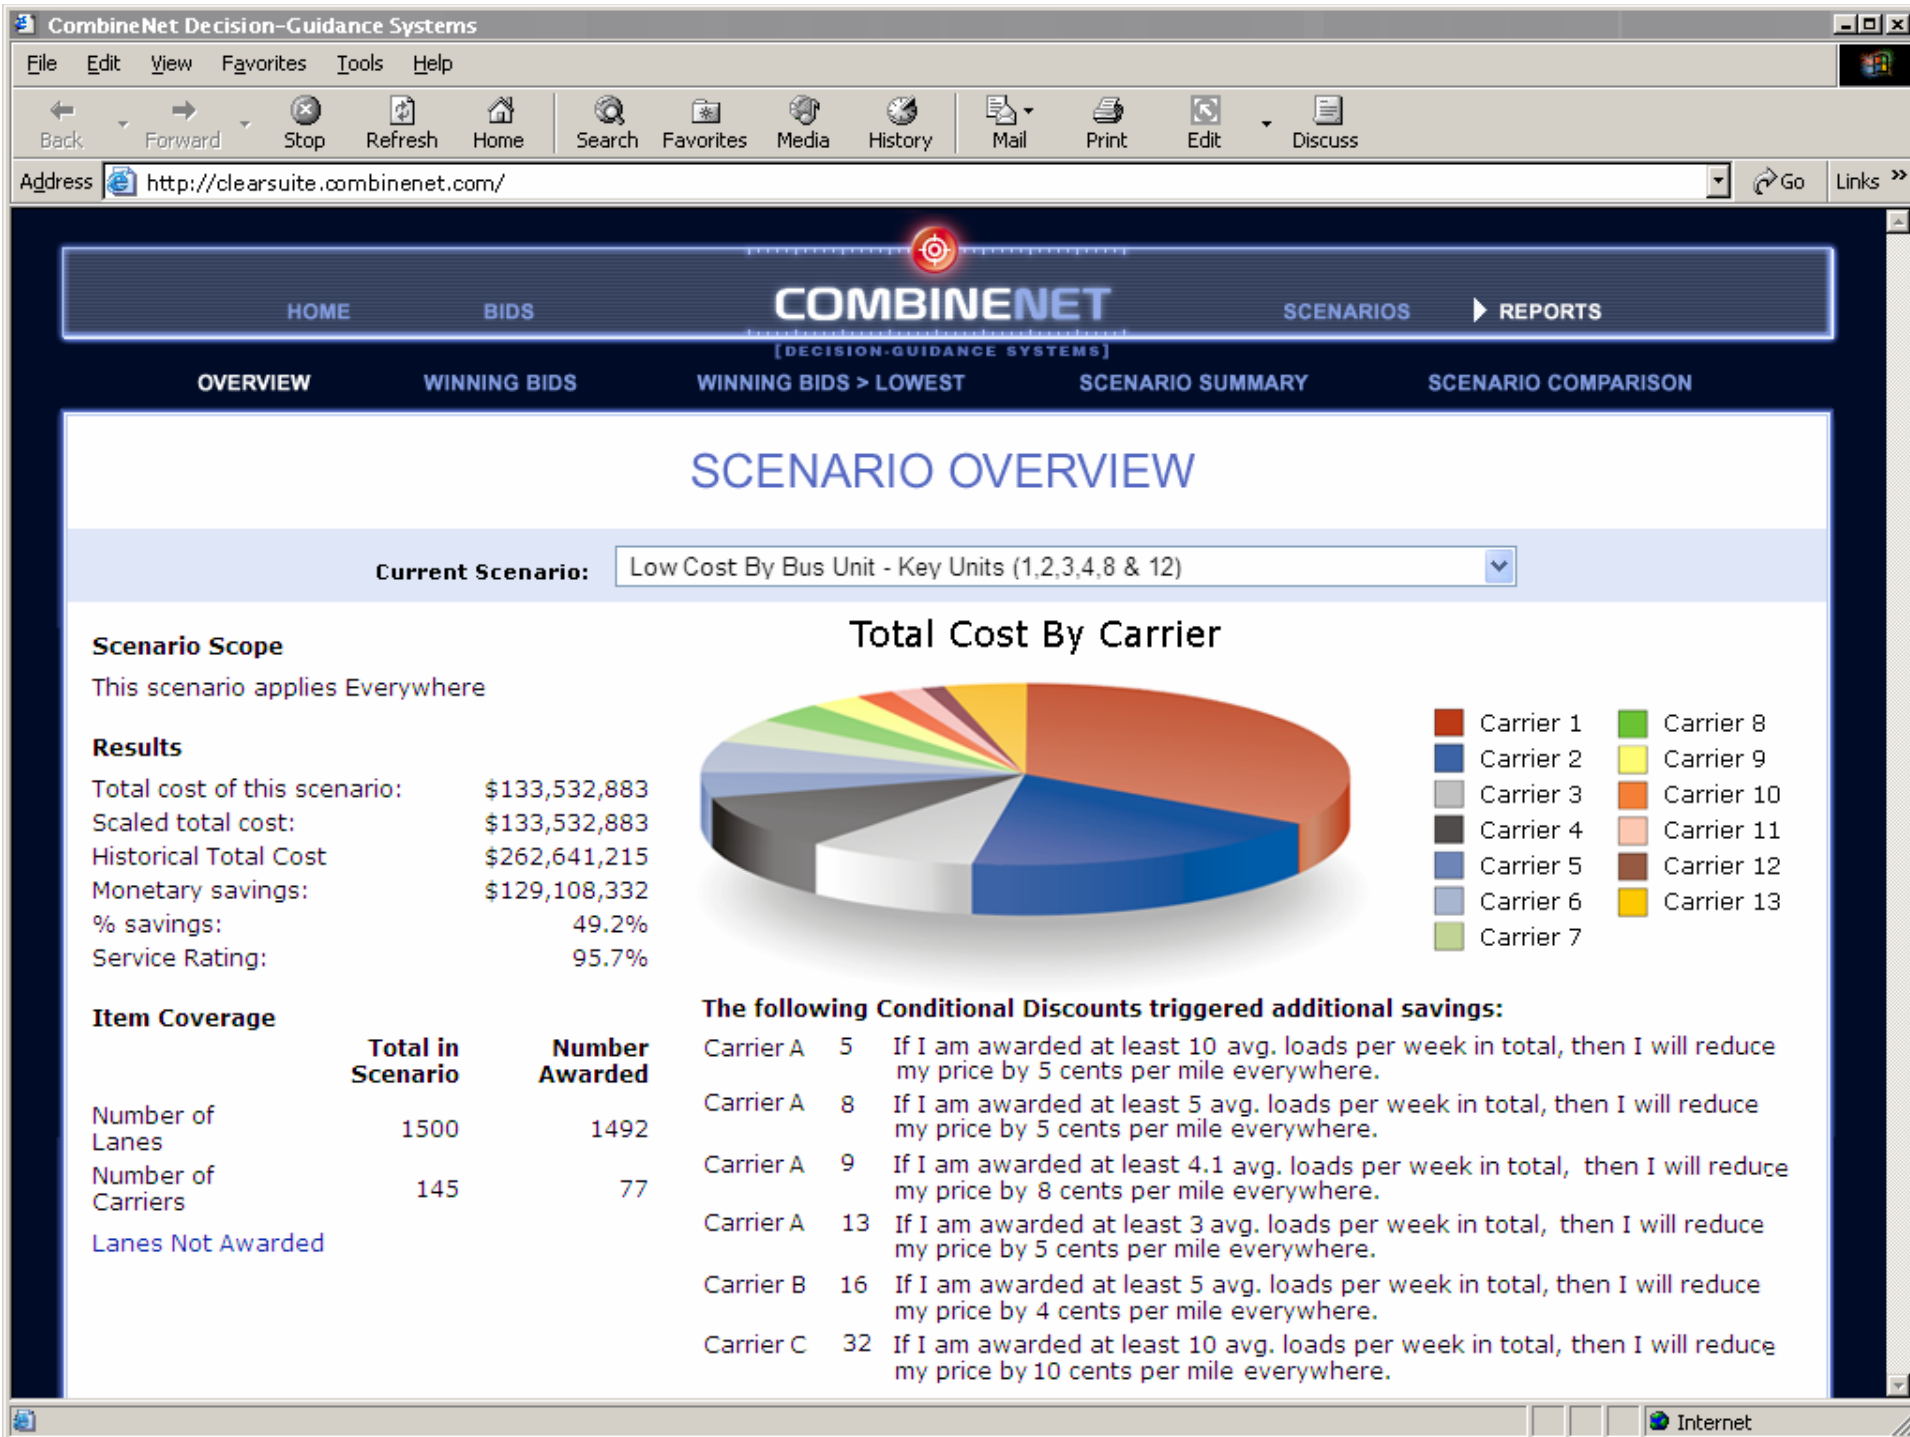 CombineNet Decision-Guidance Systems
File Edit View Favorites Tools Help
Back Forward Stop Refresh Home Search Favorites Media History Mail Print Edit Discuss
Address http://clearsuite.combinenet.com/ Go Links »
HOME BIDS COMBINENET SCENARIOS REPORTS
[DECISION-GUIDANCE SYSTEMS]
OVERVIEW WINNING BIDS WINNING BIDS > LOWEST SCENARIO SUMMARY SCENARIO COMPARISON
SCENARIO OVERVIEW
Current Scenario: Low Cost By Bus Unit - Key Units (1,2,3,4,8 & 12)
Scenario Scope
This scenario applies Everywhere
Results
Total cost of this scenario: $133,532,883
Scaled total cost: $133,532,883
Historical Total Cost $262,641,215
Monetary savings: $129,108,332
% savings: 49.2%
Service Rating: 95.7%
Item Coverage
Total in Number
Scenario Awarded
Number of
Lanes 1500 1492
Number of
Carriers 145 77
Lanes Not Awarded
Total Cost By Carrier
Carrier 1 Carrier 8
Carrier 2 Carrier 9
Carrier 3 Carrier 10
Carrier 4 Carrier 11
Carrier 5 Carrier 12
Carrier 6 Carrier 13
Carrier 7
The following Conditional Discounts triggered additional savings:
Carrier A 5 If I am awarded at least 10 avg. loads per week in total, then I will reduce
my price by 5 cents per mile everywhere.
Carrier A 8 If I am awarded at least 5 avg. loads per week in total, then I will reduce
my price by 5 cents per mile everywhere.
Carrier A 9 If I am awarded at least 4.1 avg. loads per week in total, then I will reduce
my price by 8 cents per mile everywhere.
Carrier A 13 If I am awarded at least 3 avg. loads per week in total, then I will reduce
my price by 5 cents per mile everywhere.
Carrier B 16 If I am awarded at least 5 avg. loads per week in total, then I will reduce
my price by 4 cents per mile everywhere.
Carrier C 32 If I am awarded at least 10 avg. loads per week in total, then I will reduce
my price by 10 cents per mile everywhere.
Internet